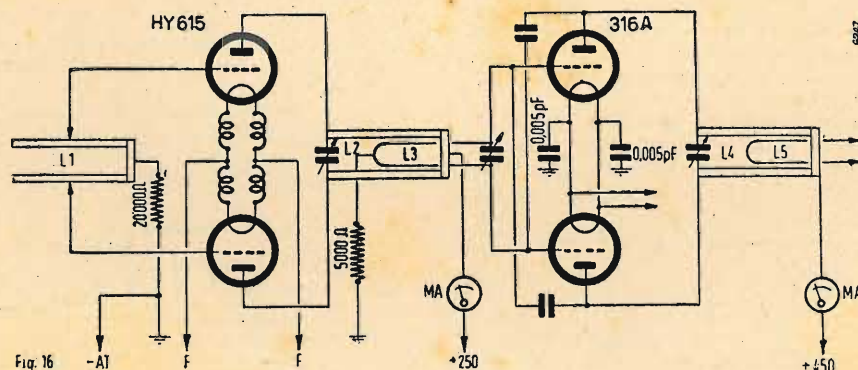 HY615
316A
6287
L1
20000Ω
L2
L3
5000Ω
0,005pF
0,005pF
L4
L5
MA
MA
Fig. 16
-AT
F
F
+250
+450